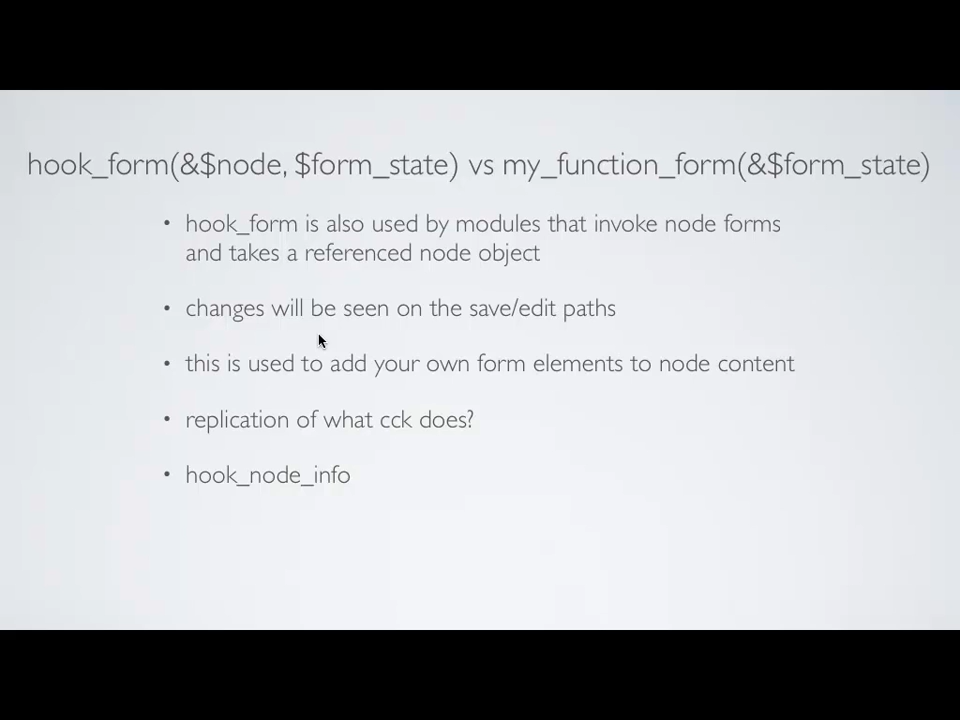 hook_form(&$node, $form_state) vs my_function_form(&$form_state)
• hook_form is also used by modules that invoke node forms
and takes a referenced node object
• changes will be seen on the save/edit paths
• this is used to add your own form elements to node content
• replication of what cck does?
• hook_node_info